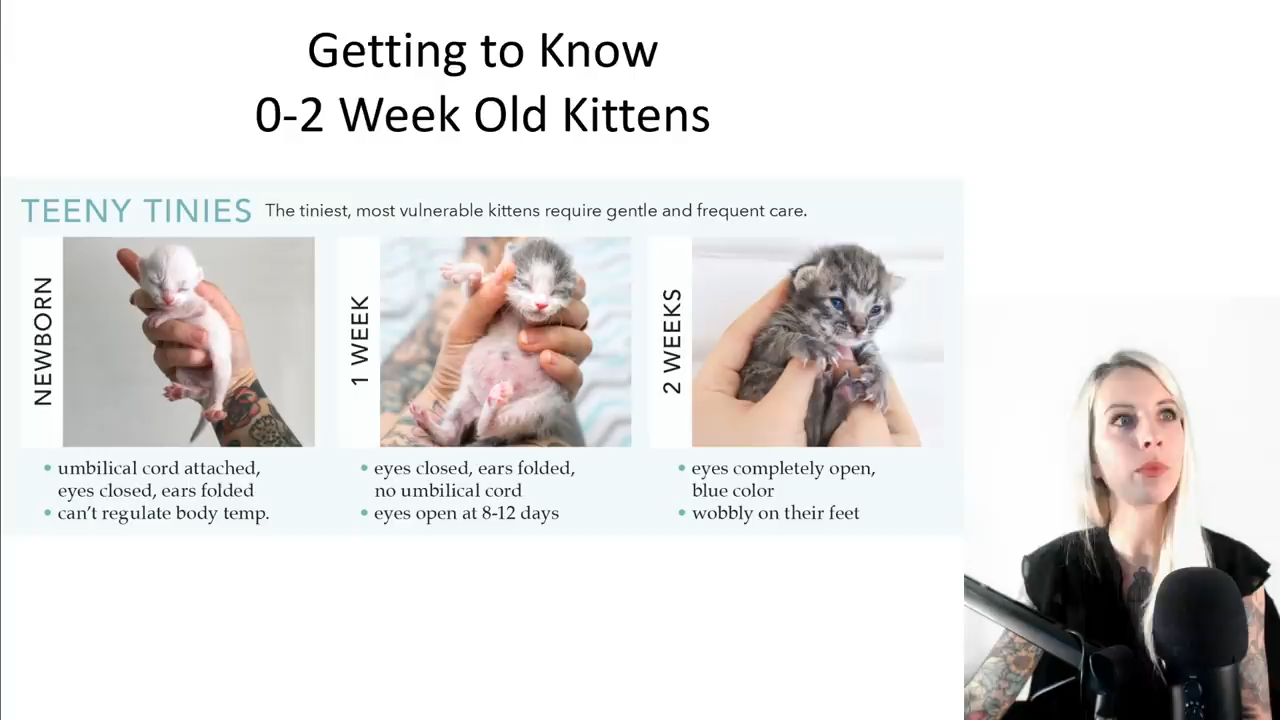 Getting to Know
0-2 Week Old Kittens
TEENY TINIES The tiniest, most vulnerable kittens require gentle and frequent care.
NEWBORN
• umbilical cord attached,
eyes closed, ears folded
• can't regulate body temp.
1 WEEK
• eyes closed, ears folded,
no umbilical cord
• eyes open at 8-12 days
2 WEEKS
• eyes completely open,
blue color
• wobbly on their feet